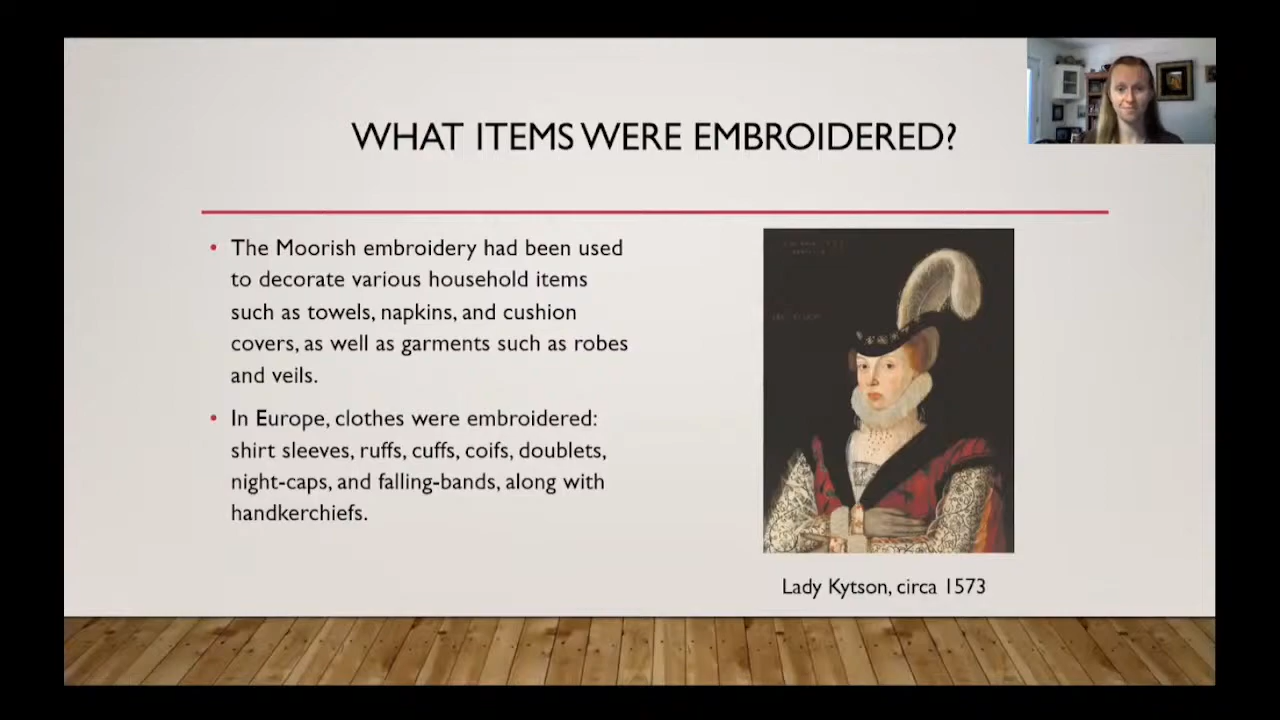 WHAT ITEMS WERE EMBROIDERED?
• The Moorish embroidery had been used
to decorate various household items
such as towels, napkins, and cushion
covers, as well as garments such as robes
and veils.
• In Europe, clothes were embroidered:
shirt sleeves, ruffs, cuffs, coifs, doublets,
night-caps, and falling-bands, along with
handkerchiefs.
Lady Kytson, circa 1573